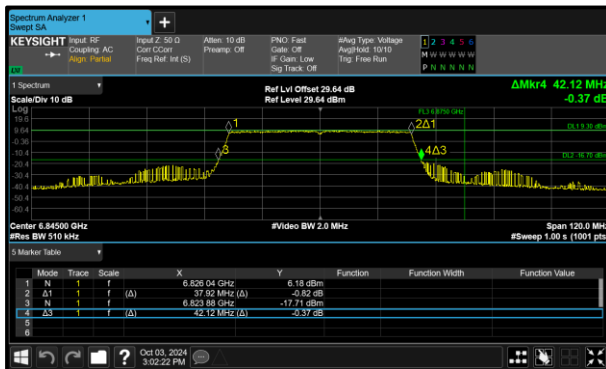 Spectrum Analyzer 1
Swept SA
+
KEYSIGHT
Input: RF
Coupling: AC
Align: Partial
Input Z: 50 Ω
Corr CCorr
Freq Ref: Int (S)
Atten: 10 dB
Preamp: Off
PNO: Fast
Gate: Off
IF Gain: Low
Sig Track: Off
#Avg Type: Voltage
Avg|Hold: 10/10
Trig: Free Run
1 2 3 4 5 6
M W W W W W
P N N N N N
1 Spectrum
Scale/Div 10 dB
Ref Lvl Offset 29.64 dB
Ref Level 29.64 dBm
ΔMkr4 42.12 MHz
-0.37 dB
Log
19.6
9.64
-10.4
-20.4
-30.4
-40.4
-50.4
-60.4
1
2Δ1
3
4Δ3
DL1 9.30 dBm
DL2 -16.70 dBm
Center 6.84500 GHz
#Res BW 510 kHz
#Video BW 2.0 MHz
Span 120.0 MHz
#Sweep 1.00 s (1001 pts)
5 Marker Table
Mode Trace Scale X Y Function Function Width Function Value
1 N 1 f 6.826 04 GHz 6.18 dBm
2 Δ1 1 f (Δ) 37.92 MHz (Δ) -0.82 dB
3 N 1 f 6.823 88 GHz -17.71 dBm
4 Δ3 1 f (Δ) 42.12 MHz (Δ) -0.37 dB
5
6
?
Oct 03, 2024
3:02:22 PM